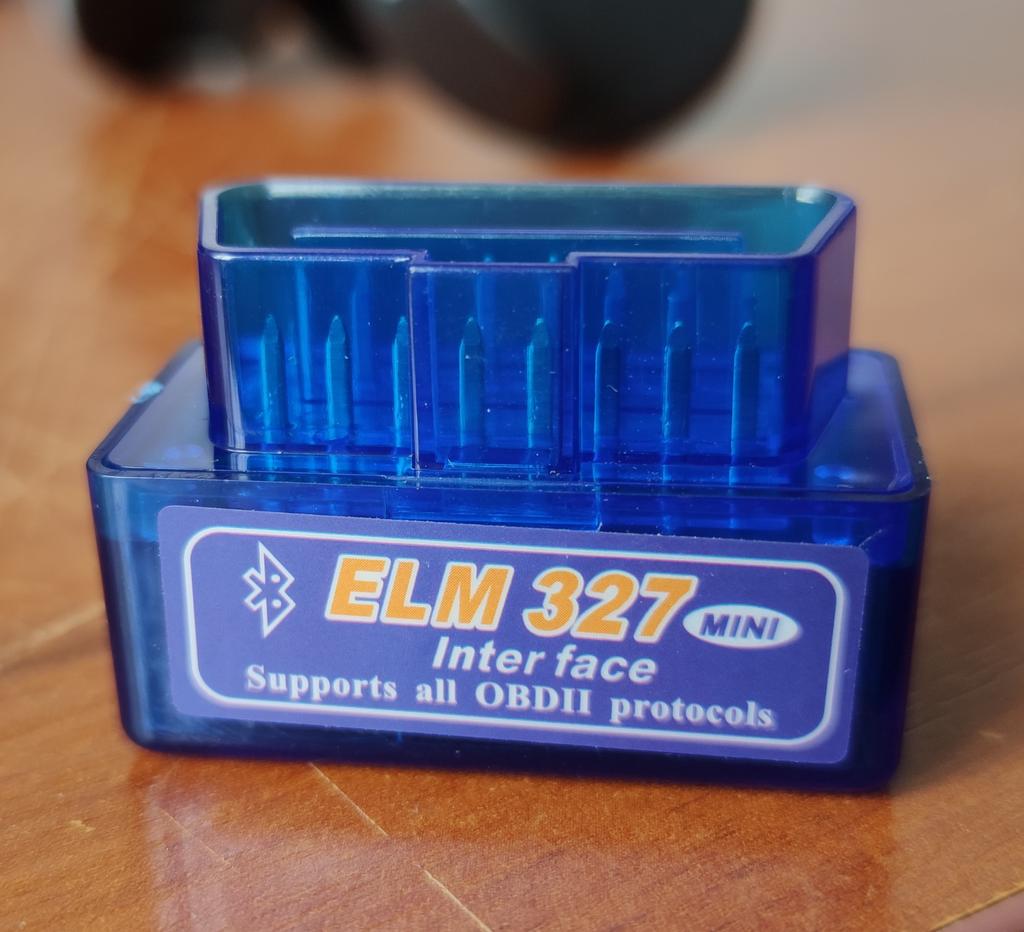 ELM 327 MINI
Inter face
Supports all OBDII protocols